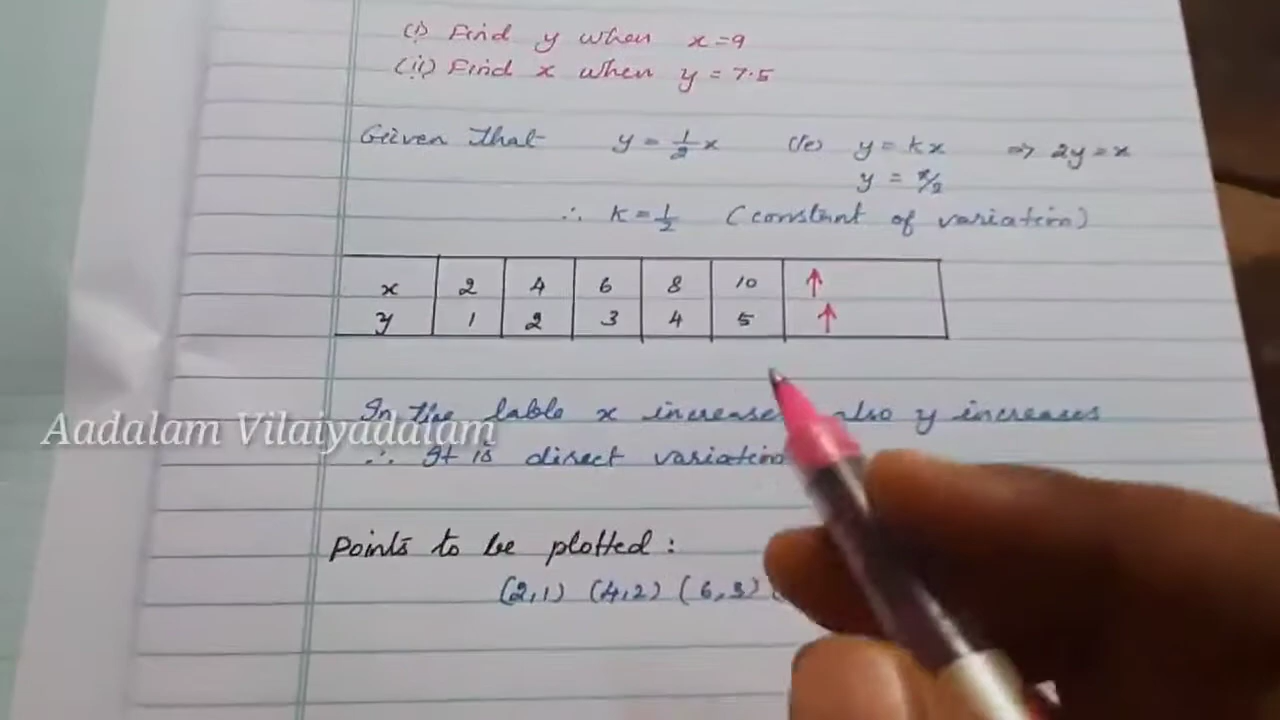 (i) Find y when x=9
(ii) Find x when y = 7.5
Given that y = 1/2 x (ie) y = kx ⇒ 2y = x
y = x/2
∴ k = 1/2 (constant of variation)
x 2 4 6 8 10 ↑
y 1 2 3 4 5 ↑
In the table x increases also y increases
Aadalam Vilaiyadalam
∴ It is direct variation
Points to be plotted :
(2,1) (4,2) (6,3) (